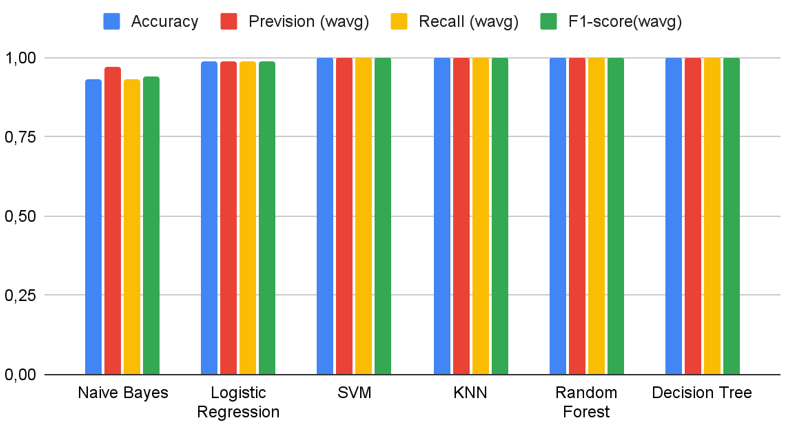 Accuracy Prevision (wavg) Recall (wavg) F1-score(wavg)
1,00
0,75
0,50
0,25
0,00
Naive Bayes Logistic SVM KNN Random Decision Tree
Regression Forest